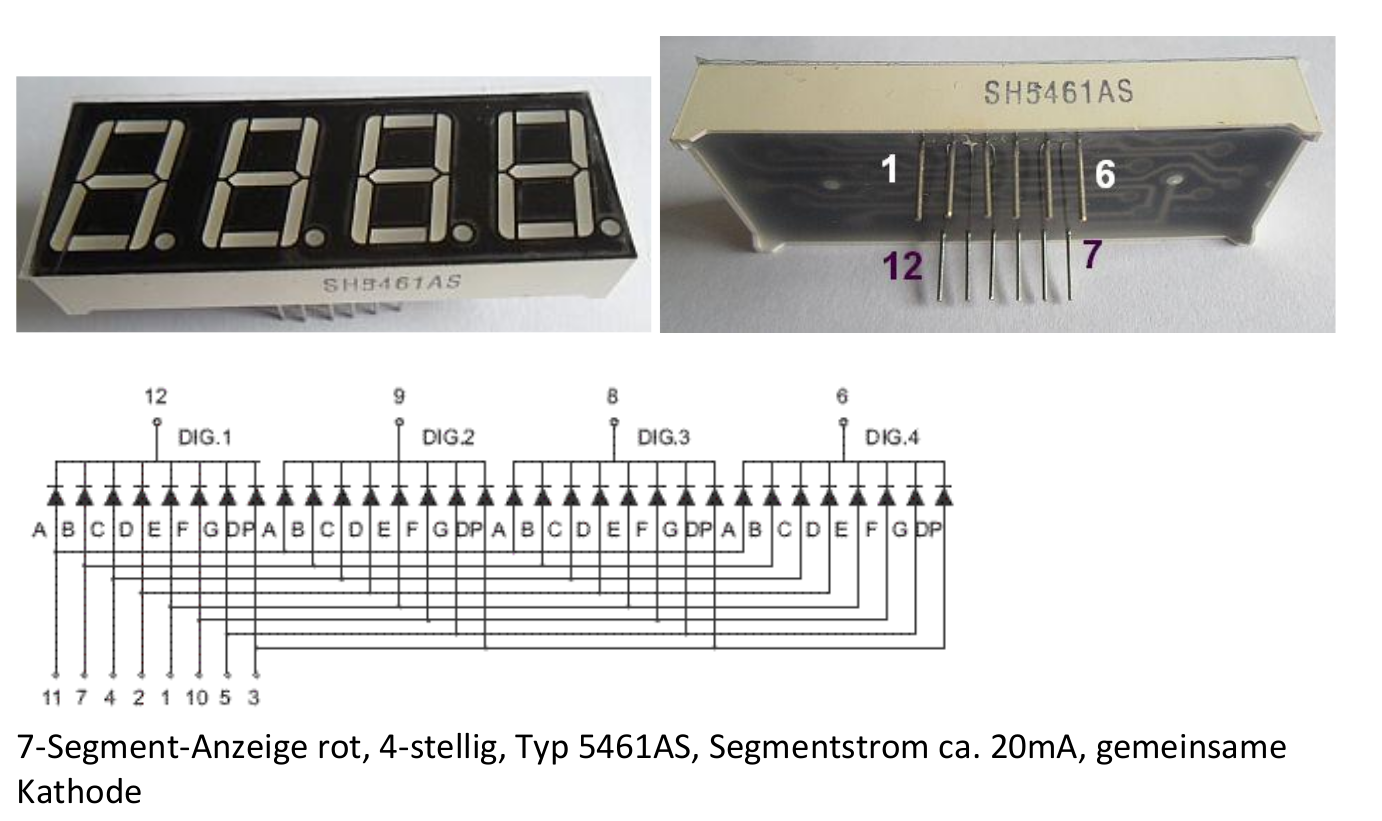 SH5461AS
SH5461AS
1 6
12 7
12 9 8 6
DIG.1 DIG.2 DIG.3 DIG.4
A B C D E F G DP A B C D E F G DP A B C D E F G DP A B C D E F G DP
11 7 4 2 1 10 5 3
7-Segment-Anzeige rot, 4-stellig, Typ 5461AS, Segmentstrom ca. 20mA, gemeinsame
Kathode